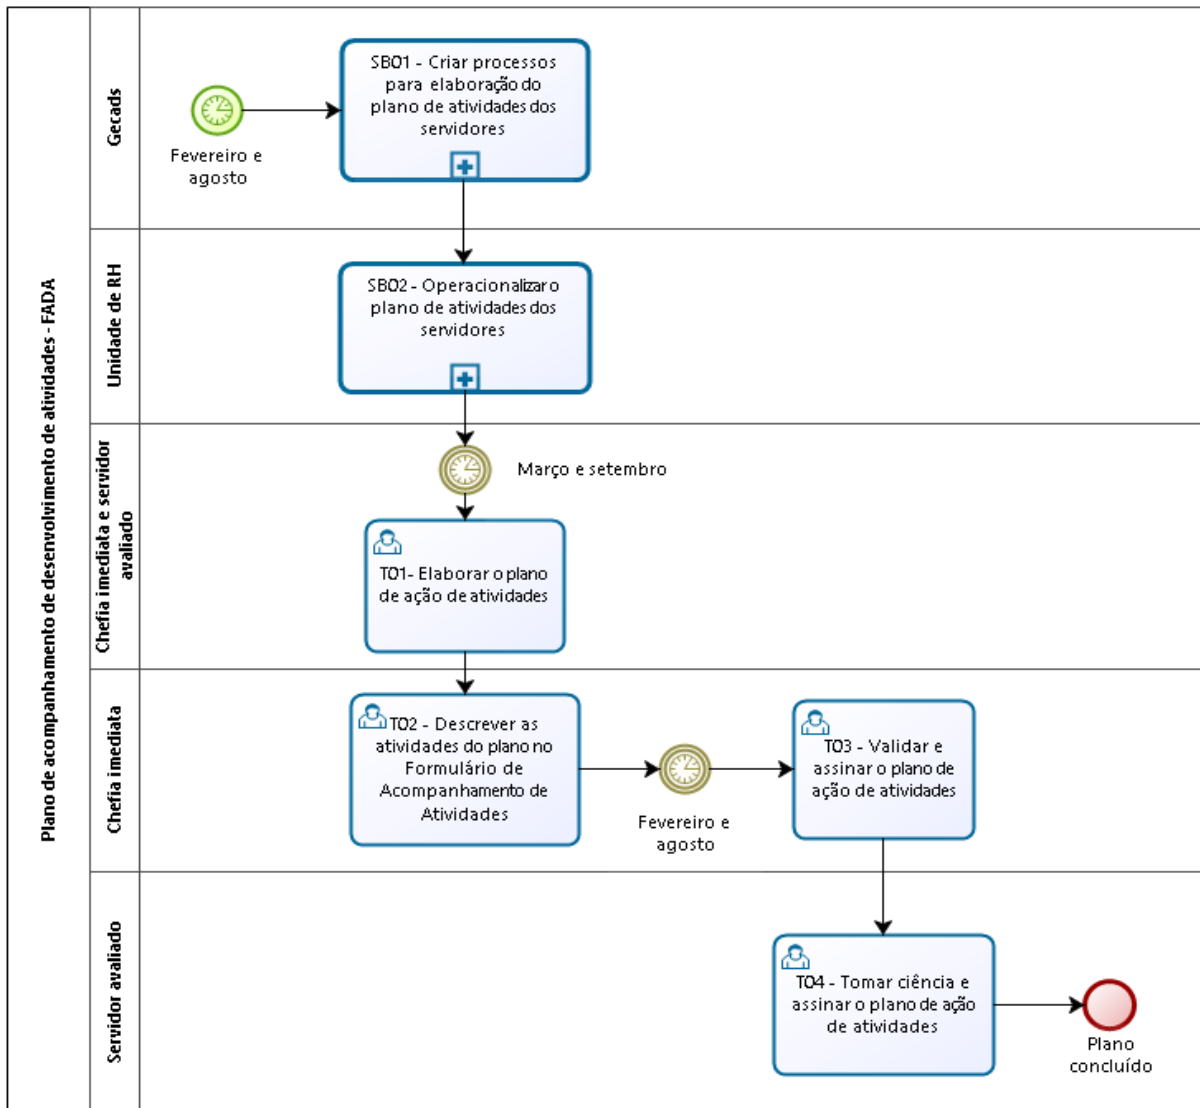 Plano de acompanhamento de desenvolvimento de atividades - FADA
Gecads
Fevereiro e
agosto
SB01 - Criar processos
para elaboração do
plano de atividades dos
servidores
Unidade de RH
SB02 - Operacionalizar o
plano de atividades dos
servidores
Chefia imediata e servidor
avaliado
Março e setembro
T01- Elaborar o plano
de ação de atividades
Chefia imediata
T02 - Descrever as
atividades do plano no
Formulário de
Acompanhamento de
Atividades
Fevereiro e
agosto
T03 - Validar e
assinar o plano de
ação de atividades
Servidor avaliado
T04 - Tomar ciência e
assinar o plano de ação
de atividades
Plano
concluído